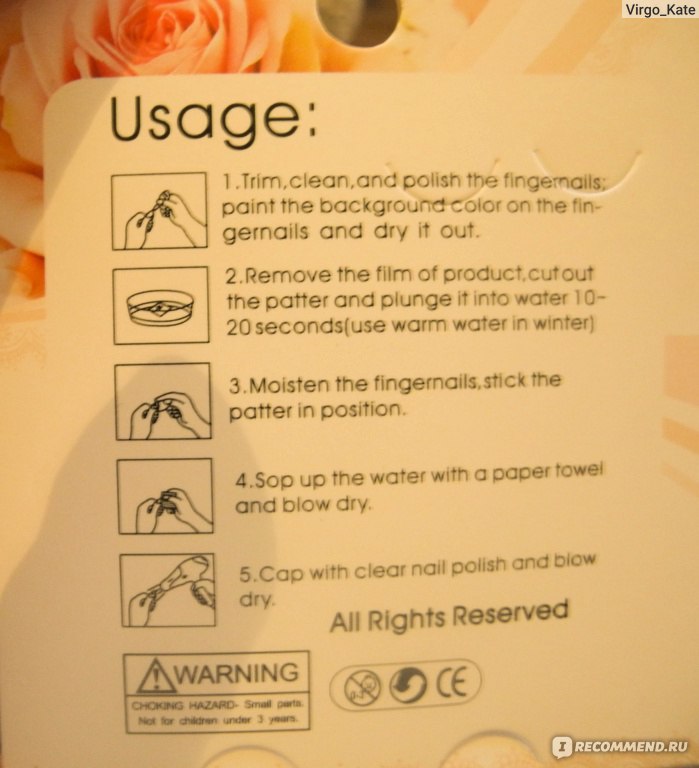 Virgo_Kate
Usage:
1.Trim,clean,and polish the fingernails;
paint the background color on the fin-
gernails and dry it out.
2.Remove the film of product,cut out
the patter and plunge it into water 10-
20 seconds(use warm water in winter)
3.Moisten the fingernails,stick the
patter in position.
4.Sop up the water with a paper towel
and blow dry.
5.Cap with clear nail polish and blow
dry.
All Rights Reserved
WARNING
CHOKING HAZARD- Small parts.
Not for children under 3 years.
0-3
CE
I RECOMMEND.RU